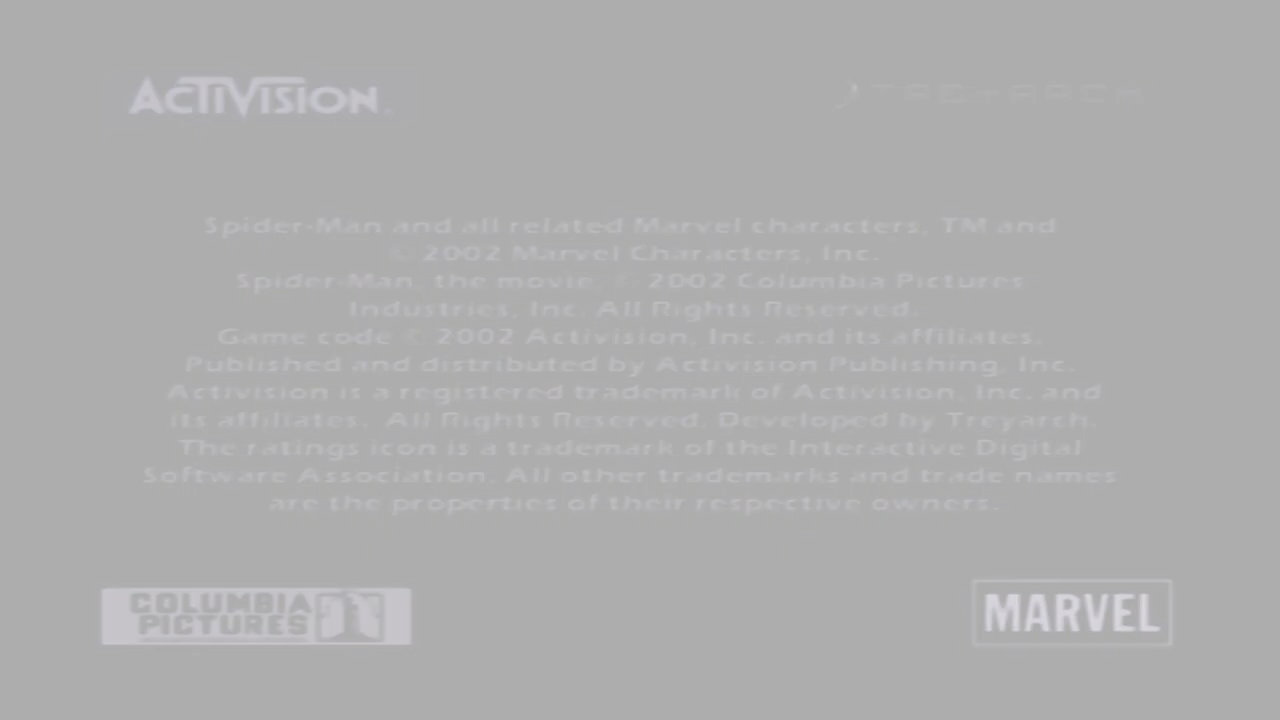 ACTIVISION.
TREYARCH
Spider-Man and all related Marvel characters, TM and
© 2002 Marvel Characters, Inc.
Spider-Man, the movie, © 2002 Columbia Pictures
Industries, Inc. All Rights Reserved.
Game code © 2002 Activision, Inc. and its affiliates.
Published and distributed by Activision Publishing, Inc.
Activision is a registered trademark of Activision, Inc. and
its affiliates. All Rights Reserved. Developed by Treyarch.
The ratings icon is a trademark of the Interactive Digital
Software Association. All other trademarks and trade names
are the properties of their respective owners.
COLUMBIA
PICTURES
MARVEL